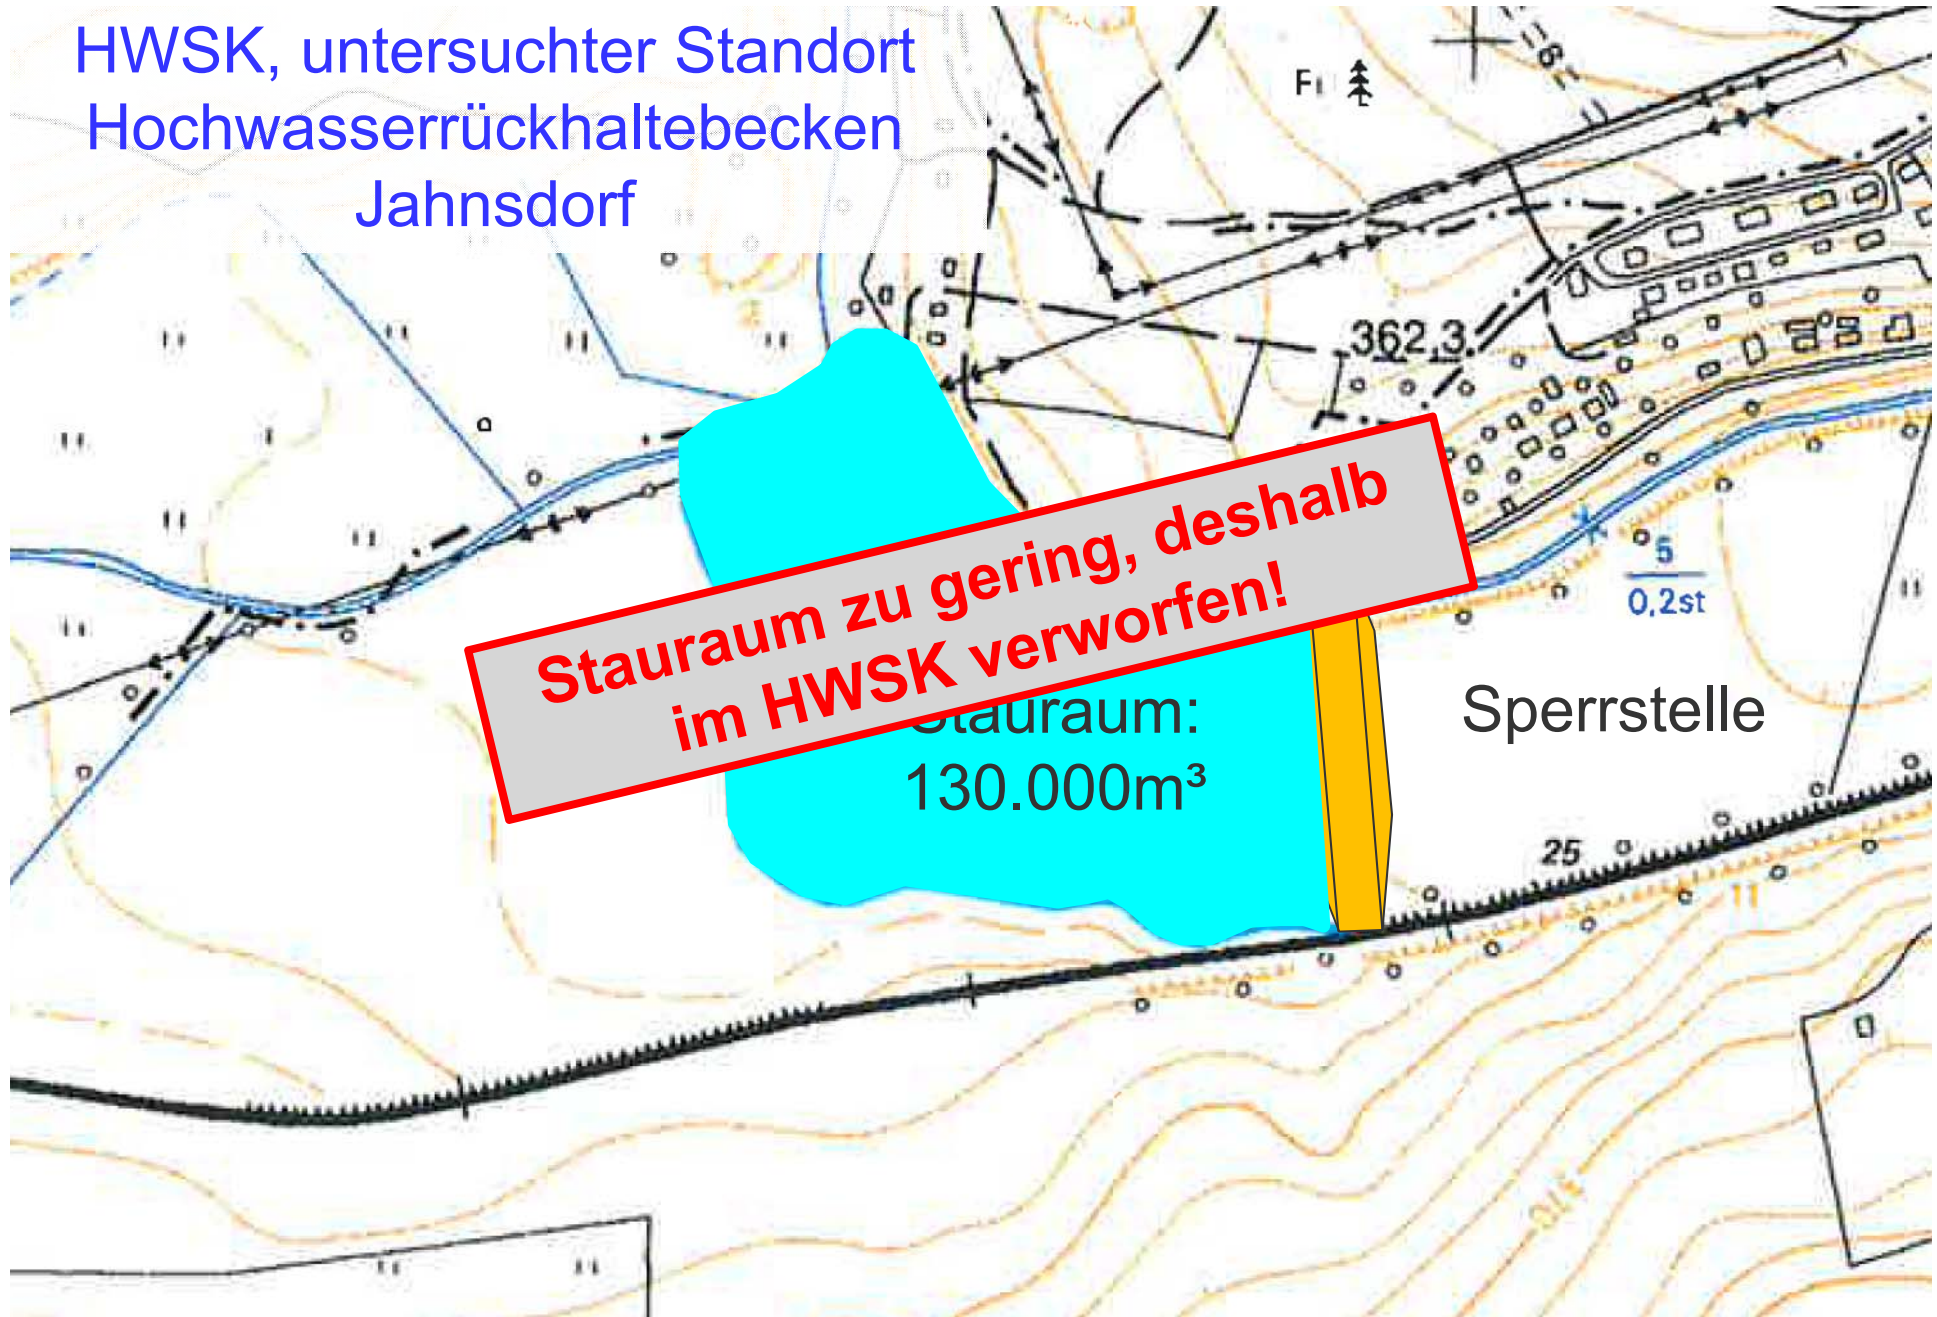 HWSK, untersuchter Standort
Hochwasserrückhaltebecken
Jahnsdorf
362,3
Stauraum zu gering, deshalb
im HWSK verworfen!
5
0,2st
Stauraum:
130.000m³
Sperrstelle
25